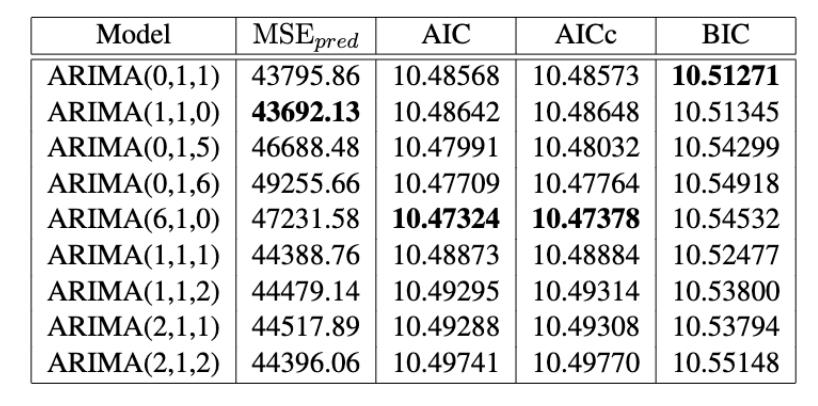 Model MSEpred AIC AICc BIC
ARIMA(0,1,1) 43795.86 10.48568 10.48573 10.51271
ARIMA(1,1,0) 43692.13 10.48642 10.48648 10.51345
ARIMA(0,1,5) 46688.48 10.47991 10.48032 10.54299
ARIMA(0,1,6) 49255.66 10.47709 10.47764 10.54918
ARIMA(6,1,0) 47231.58 10.47324 10.47378 10.54532
ARIMA(1,1,1) 44388.76 10.48873 10.48884 10.52477
ARIMA(1,1,2) 44479.14 10.49295 10.49314 10.53800
ARIMA(2,1,1) 44517.89 10.49288 10.49308 10.53794
ARIMA(2,1,2) 44396.06 10.49741 10.49770 10.55148